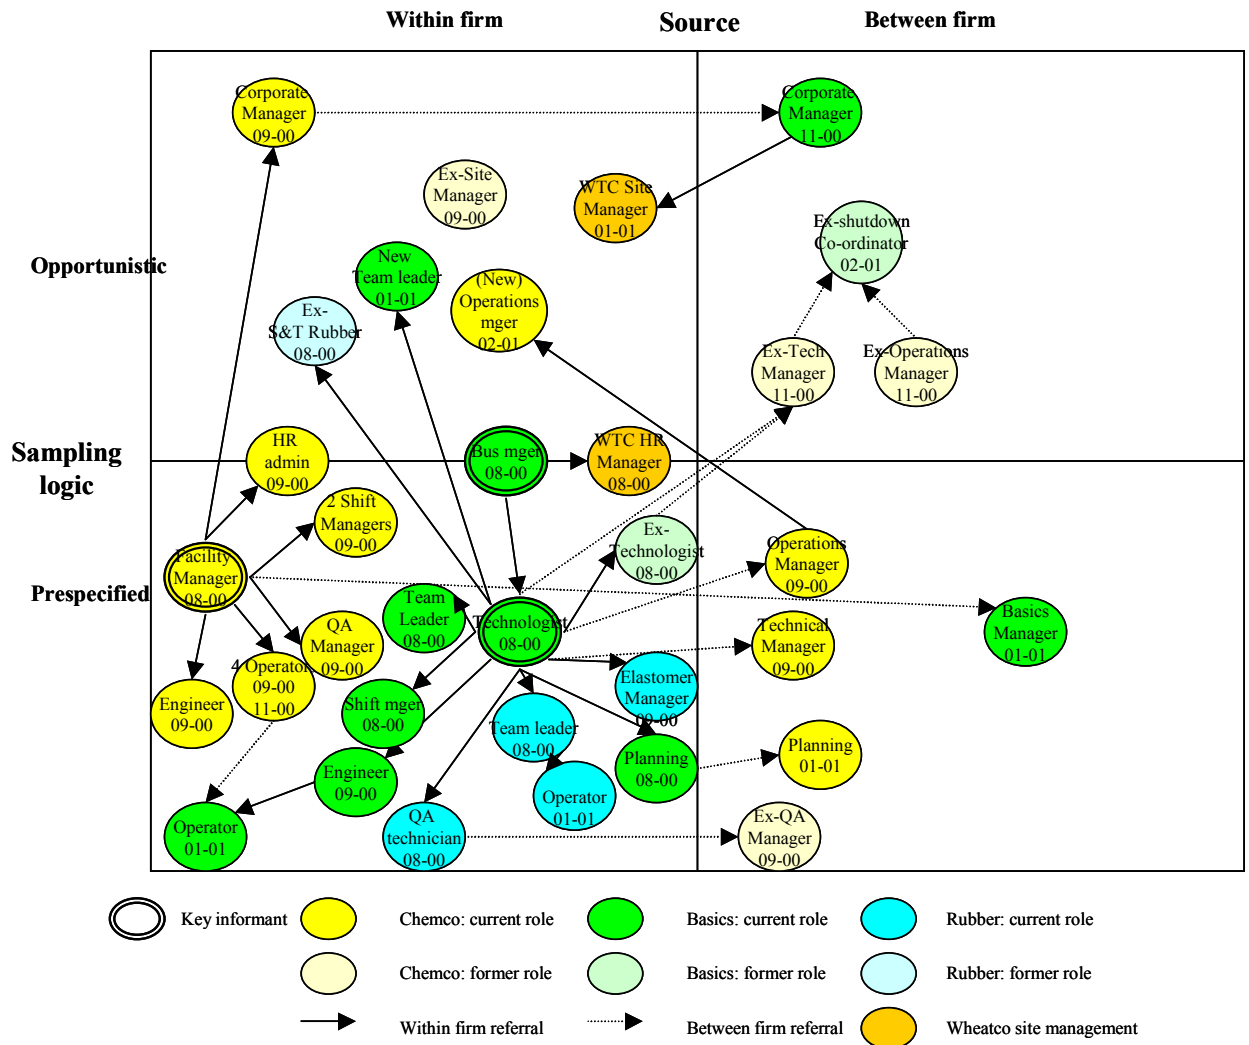 Within firm
Source
Between firm
Corporate
Manager
09-00
Corporate
Manager
11-00
Ex-Site
Manager
09-00
WTC Site
Manager
01-01
Ex-shutdown
Co-ordinator
02-01
Opportunistic
New
Team leader
01-01
(New)
Operations
mger
02-01
Ex-
S&T Rubber
08-00
Ex-Tech
Manager
11-00
Ex-Operations
Manager
11-00
Sampling
logic
HR
admin
09-00
Bus mger
08-00
WTC HR
Manager
08-00
2 Shift
Managers
09-00
Ex-
Technologist
08-00
Operations
Manager
09-00
Prespecified
Facility
Manager
08-00
Team
Leader
08-00
Technologist
08-00
QA
Manager
09-00
Technical
Manager
09-00
Basics
Manager
01-01
4 Operators
09-00
11-00
Engineer
09-00
Shift mger
08-00
Elastomer
Manager
09-00
Team leader
08-00
Planning
08-00
Planning
01-01
Engineer
09-00
Operator
01-01
Operator
01-01
QA
technician
08-00
Ex-QA
Manager
09-00
Key informant
Chemco: current role
Basics: current role
Rubber: current role
Chemco: former role
Basics: former role
Rubber: former role
Within firm referral
Between firm referral
Wheatco site management